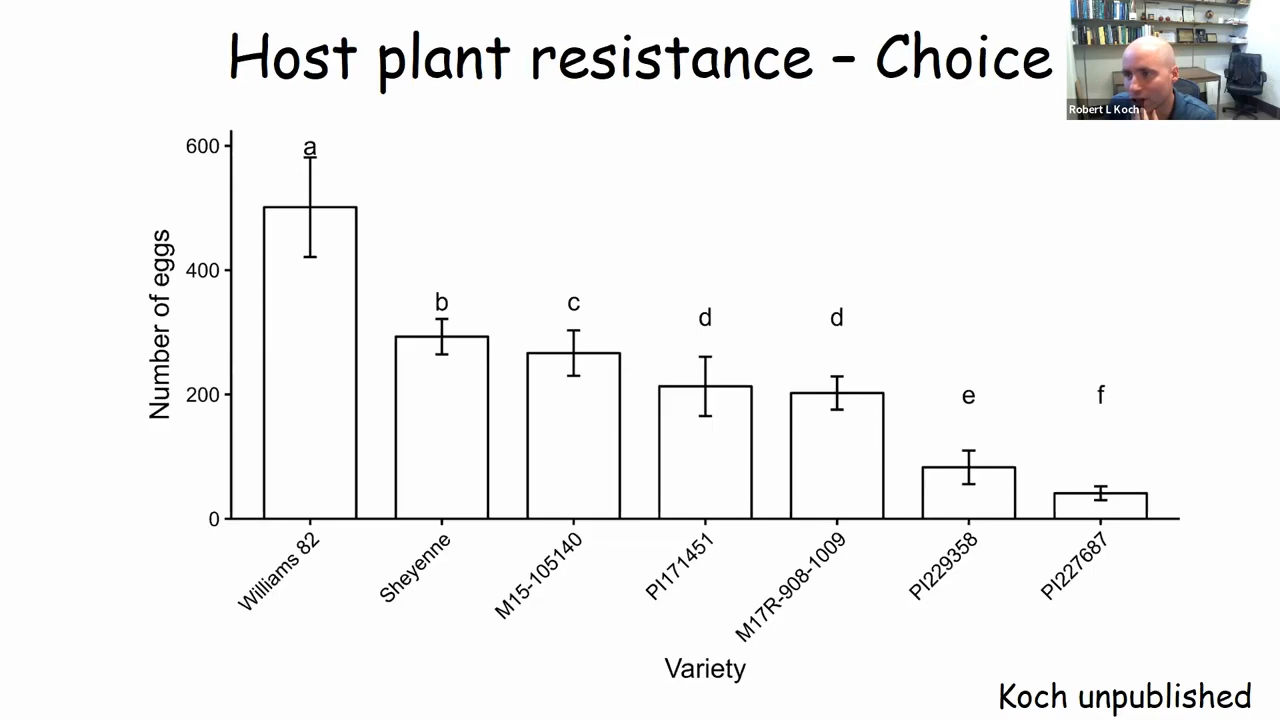 Host plant resistance – Choice
Robert L Koch
600
400
200
0
Number of eggs
a
b
c
d
d
e
f
Williams 82
Sheyenne
M15-105140
PI171451
M17R-908-1009
PI229358
PI227687
Variety
Koch unpublished